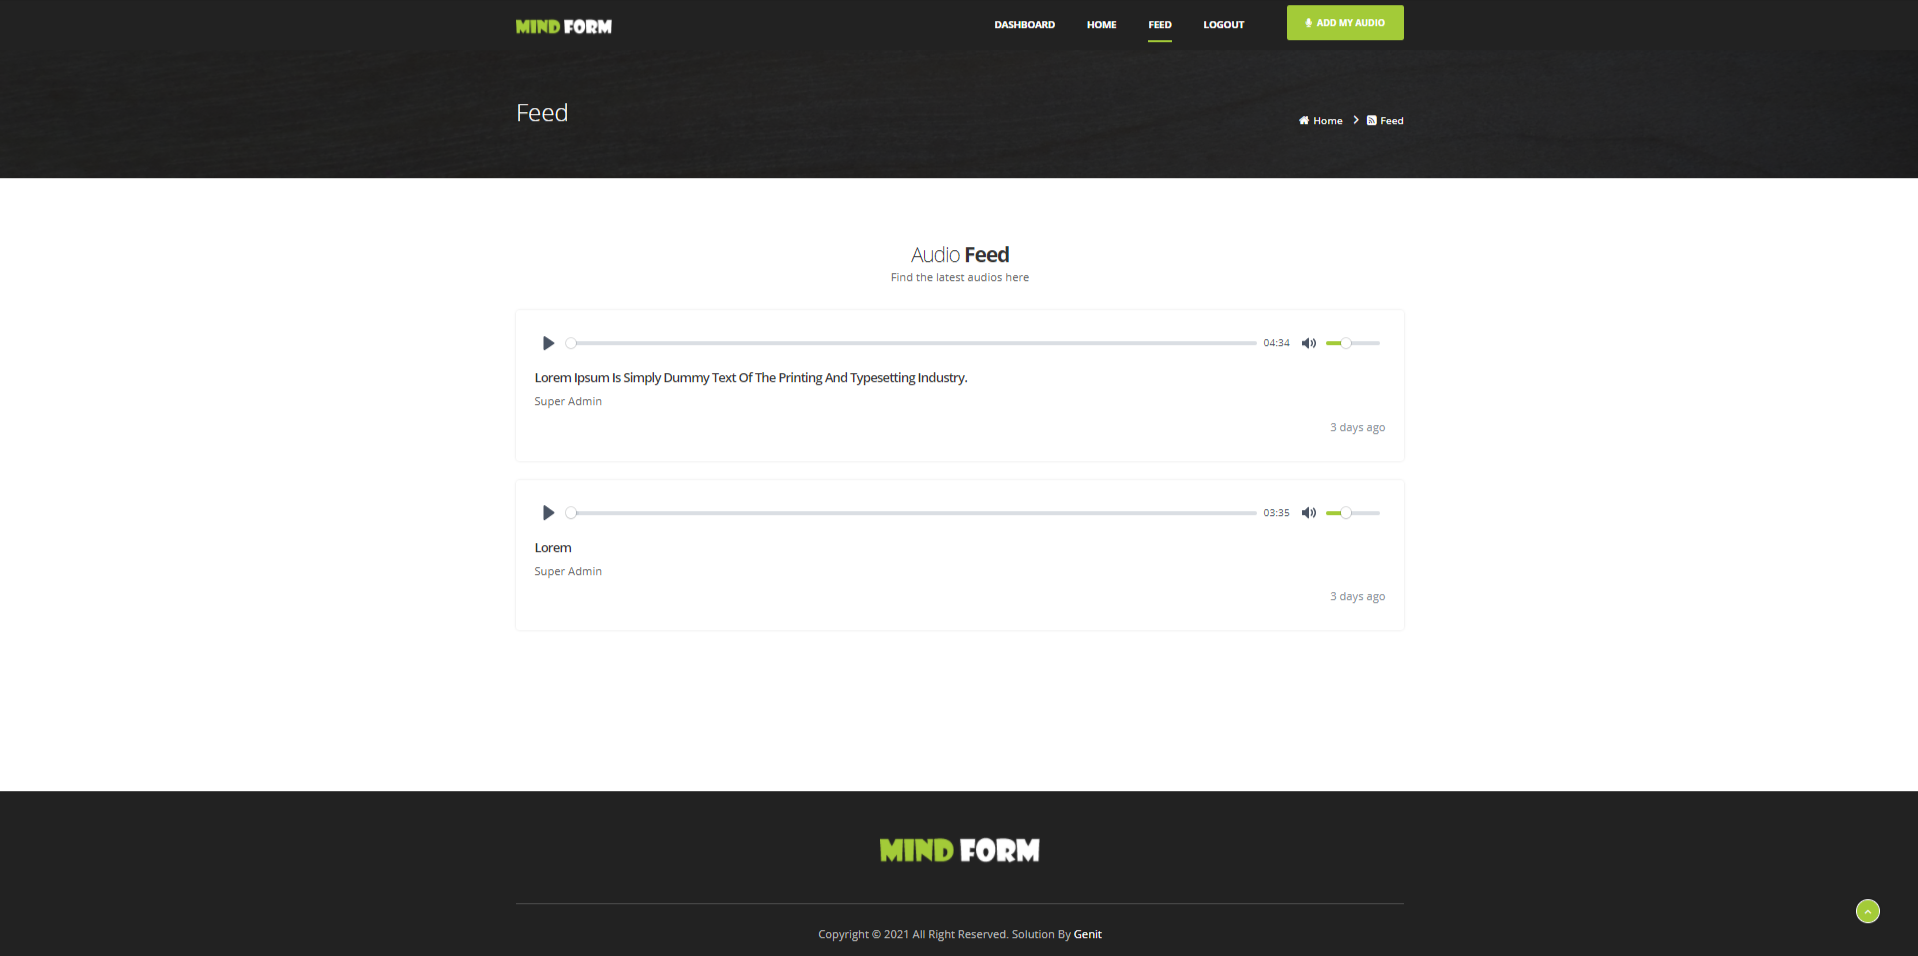 MIND FORM
DASHBOARD
HOME
FEED
LOGOUT
ADD MY AUDIO
Feed
Home
Feed
Audio Feed
Find the latest audios here
04:34
Lorem Ipsum Is Simply Dummy Text Of The Printing And Typesetting Industry.
Super Admin
3 days ago
03:35
Lorem
Super Admin
3 days ago
MIND FORM
Copyright © 2021 All Right Reserved. Solution By Genit